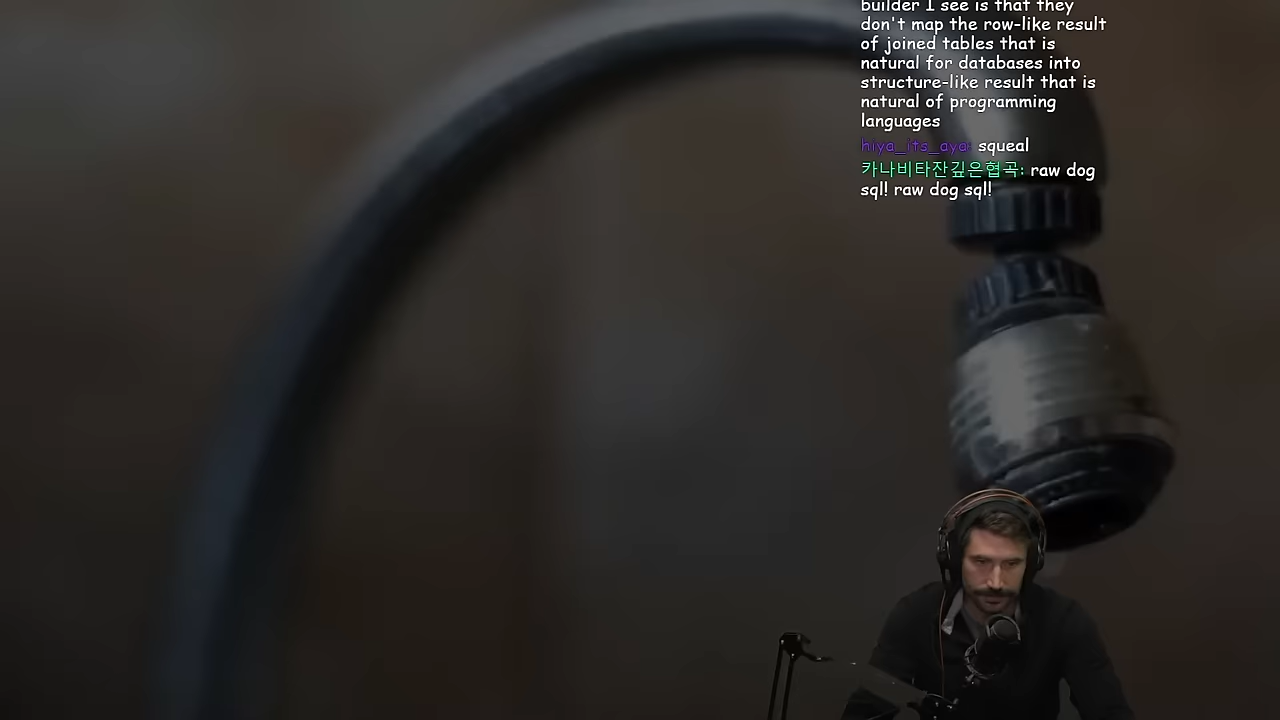 builder I see is that they
don't map the row-like result
of joined tables that is
natural for databases into
structure-like result that is
natural of programming
languages
hiya_its_aya: squeal
카나비타잔깊은협곡: raw dog
sql! raw dog sql!